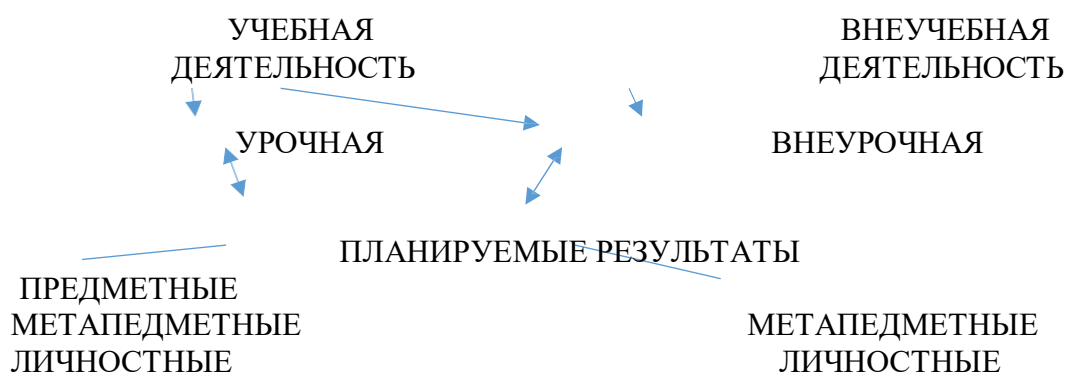 УЧЕБНАЯ ВНЕУЧЕБНАЯ
ДЕЯТЕЛЬНОСТЬ ДЕЯТЕЛЬНОСТЬ
УРОЧНАЯ ВНЕУРОЧНАЯ
ПЛАНИРУЕМЫЕ РЕЗУЛЬТАТЫ
ПРЕДМЕТНЫЕ
МЕТАПЕДМЕТНЫЕ МЕТАПЕДМЕТНЫЕ
ЛИЧНОСТНЫЕ ЛИЧНОСТНЫЕ